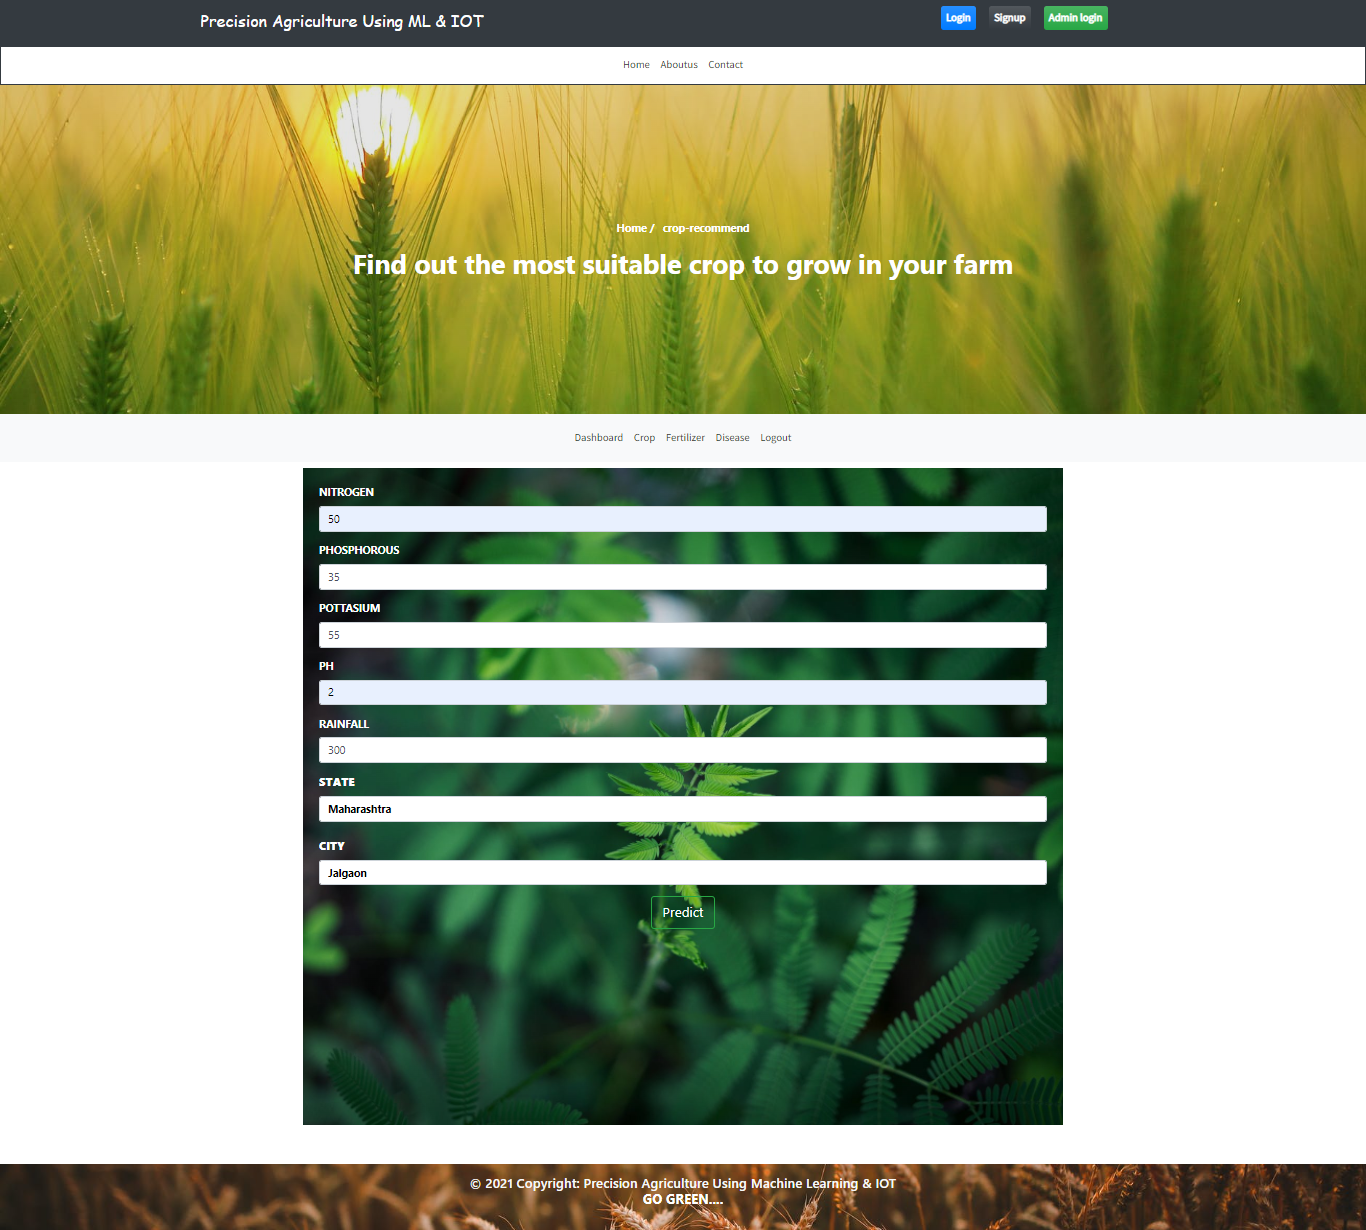 Precision Agriculture Using ML & IOT
Login Signup Admin login
Home Aboutus Contact
Home / crop-recommend
Find out the most suitable crop to grow in your farm
Dashboard Crop Fertilizer Disease Logout
NITROGEN
50
PHOSPHOROUS
35
POTTASIUM
55
PH
2
RAINFALL
300
STATE
Maharashtra
CITY
Jalgaon
Predict
© 2021 Copyright: Precision Agriculture Using Machine Learning & IOT
GO GREEN....